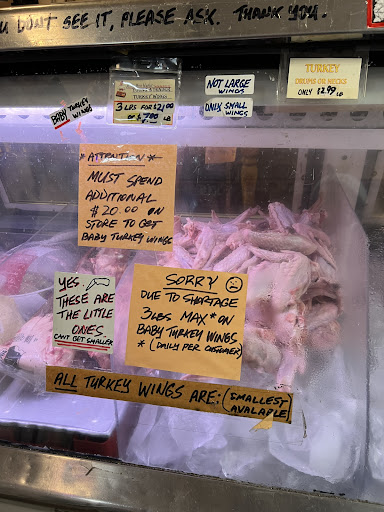 U DON'T SEE IT, PLEASE ASK. THANK YOU.
BABY TURKEY
WINGS
TURKEY WINGS
3 LBS FOR $21.00
OR $7.00 LB
NOT LARGE
WINGS
ONLY SMALL
WINGS
TURKEY
DRUMS OR NECKS
ONLY $2.99 LB
* ATTENTION *
MUST SPEND
ADDITIONAL
$20.00 ON
STORE TO GET
BABY TURKEY WINGS
YES.
THESE ARE
THE LITTLE
ONES.
CAN'T GET SMALLER
SORRY
DUE TO SHORTAGE
3LBS MAX* ON
BABY TURKEY WINGS
* (DAILY PER COSTUMER)
ALL TURKEY WINGS ARE: (SMALLEST
AVALAPLE)